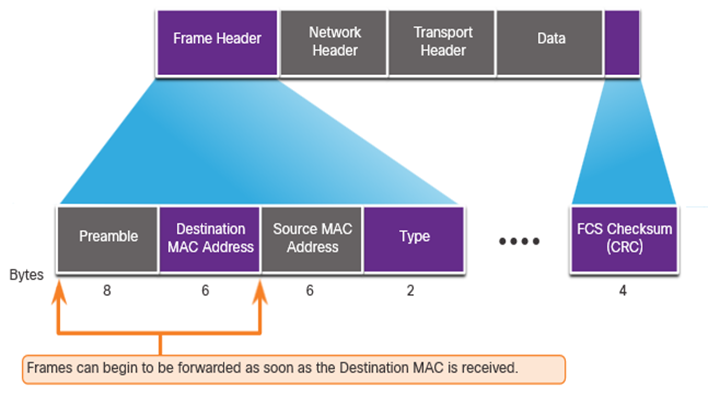 Frame Header
Network
Header
Transport
Header
Data
Preamble
Destination
MAC Address
Source MAC
Address
Type
FCS Checksum
(CRC)
Bytes
8
6
6
2
4
Frames can begin to be forwarded as soon as the Destination MAC is received.